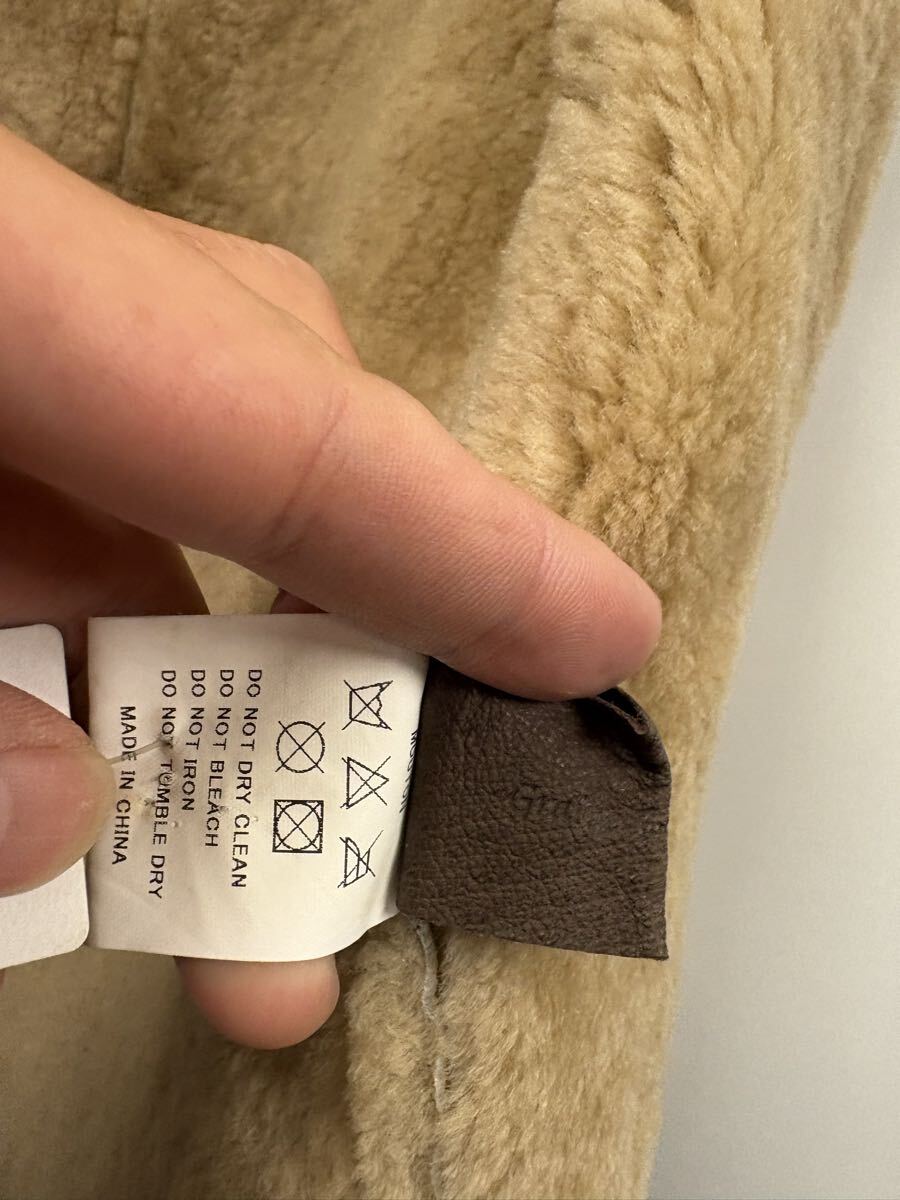 DO NOT DRY CLEAN
DO NOT BLEACH
DO NOT IRON
DO NOT TUMBLE DRY
MADE IN CHINA